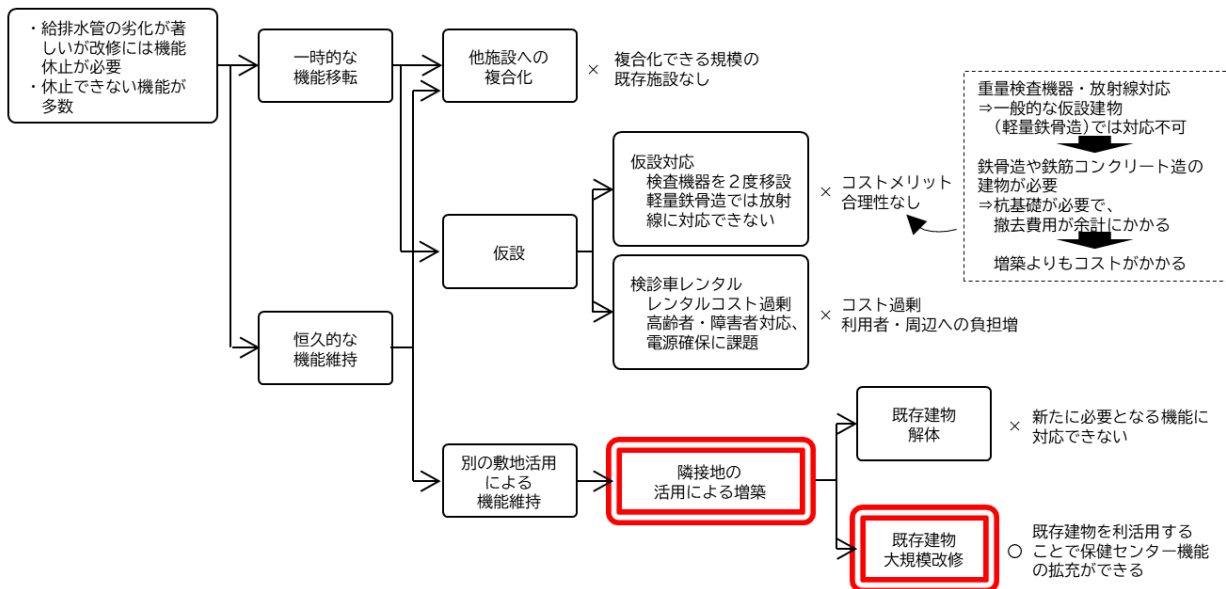 ・給排水管の劣化が著
しいが改修には機能
休止が必要
・休止できない機能が
多数
一時的な
機能移転
他施設への
複合化
× 複合化できる規模の
既存施設なし
重量検査機器・放射線対応
⇒一般的な仮設建物
（軽量鉄骨造）では対応不可
鉄骨造や鉄筋コンクリート造の
建物が必要
⇒杭基礎が必要で、
撤去費用が余計にかかる
増築よりもコストがかかる
仮設対応
検査機器を２度移設
軽量鉄骨造では放射
線に対応できない
× コストメリット
合理性なし
仮設
検診車レンタル
レンタルコスト過剰
高齢者・障害者対応、
電源確保に課題
× コスト過剰
利用者・周辺への負担増
恒久的な
機能維持
別の敷地活用
による
機能維持
隣接地の
活用による増築
既存建物
解体
× 新たに必要となる機能に
対応できない
既存建物
大規模改修
○ 既存建物を利活用する
ことで保健センター機能
の拡充ができる